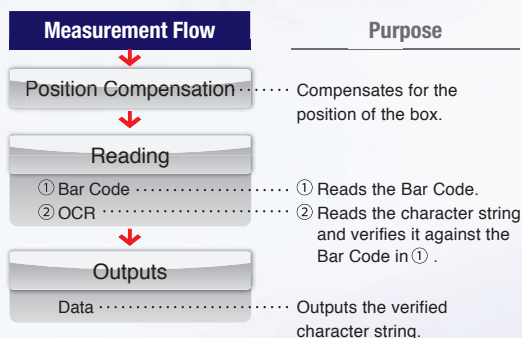 Measurement Flow Purpose
Position Compensation ········ Compensates for the
position of the box.
Reading
① Bar Code ···················· ① Reads the Bar Code.
② OCR ························ ② Reads the character string
and verifies it against the
Bar Code in ① .
Outputs
Data ······················· Outputs the verified
character string.